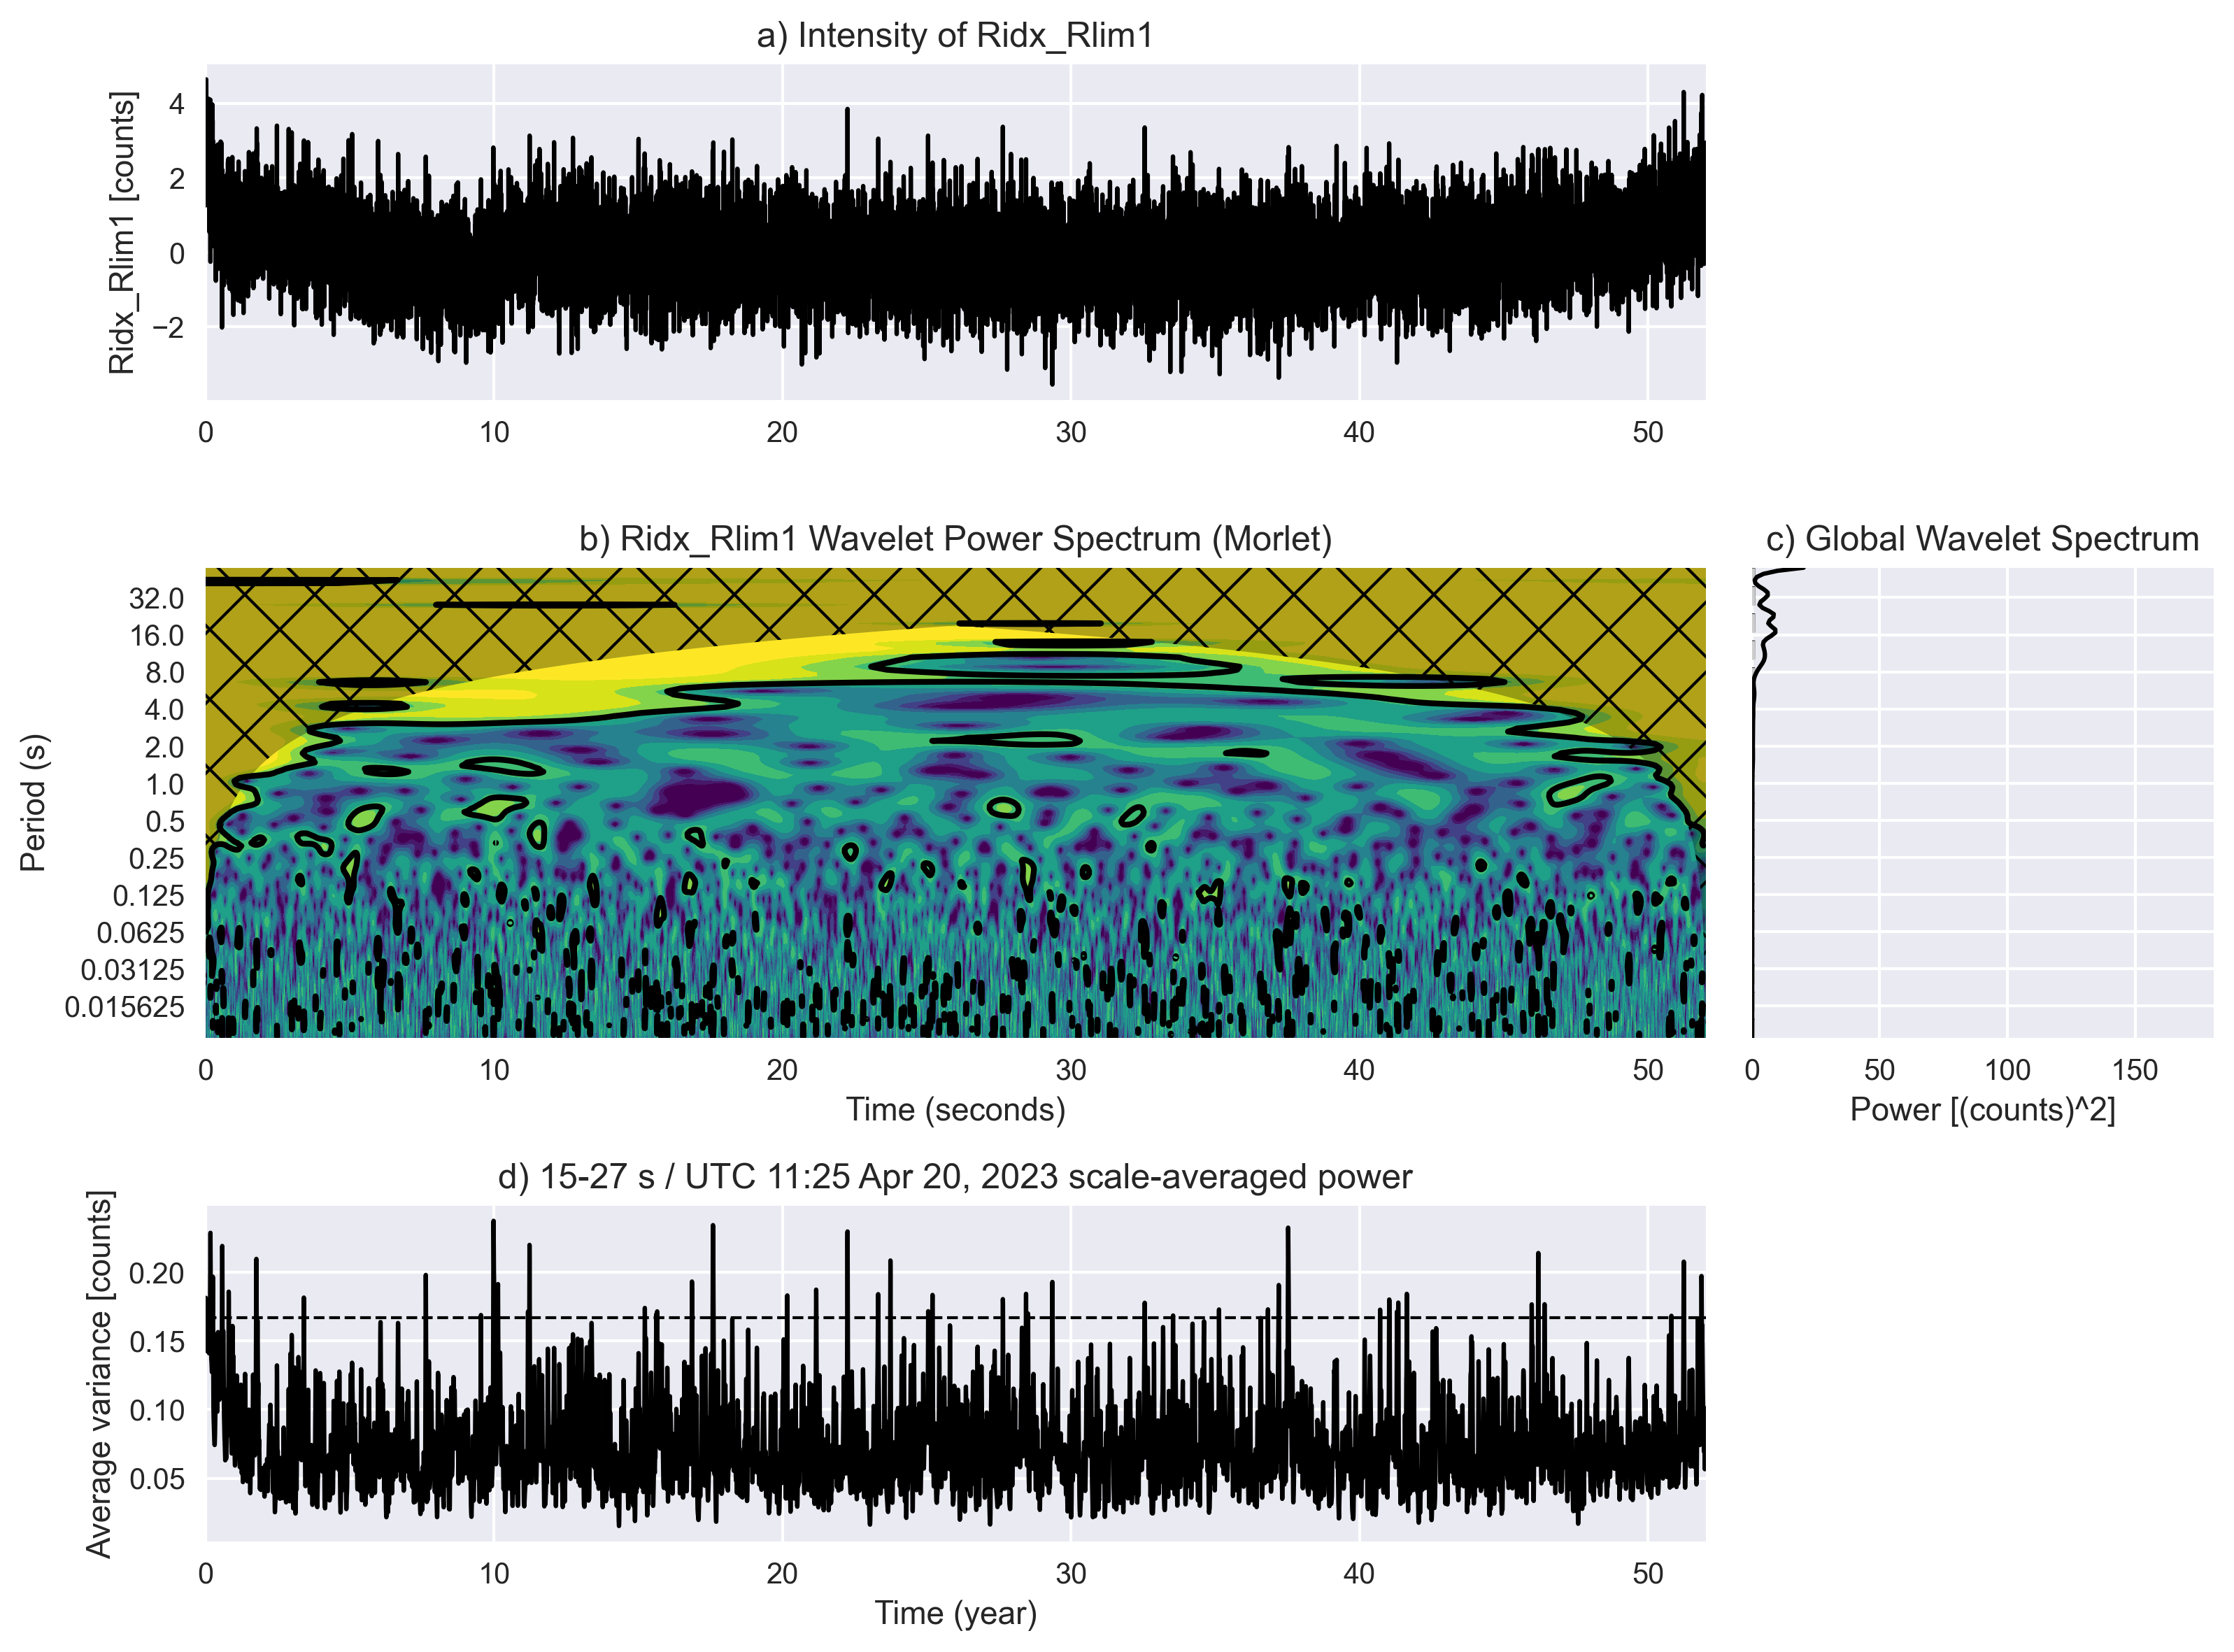 a) Intensity of Ridx_Rlim1
Ridx_Rlim1 [counts]
4
2
0
−2
0 10 20 30 40 50
b) Ridx_Rlim1 Wavelet Power Spectrum (Morlet)
Period (s)
32.0
16.0
8.0
4.0
2.0
1.0
0.5
0.25
0.125
0.0625
0.03125
0.015625
0 10 20 30 40 50
Time (seconds)
c) Global Wavelet Spectrum
0 50 100 150
Power [(counts)^2]
d) 15-27 s / UTC 11:25 Apr 20, 2023 scale-averaged power
Average variance [counts]
0.20
0.15
0.10
0.05
0 10 20 30 40 50
Time (year)